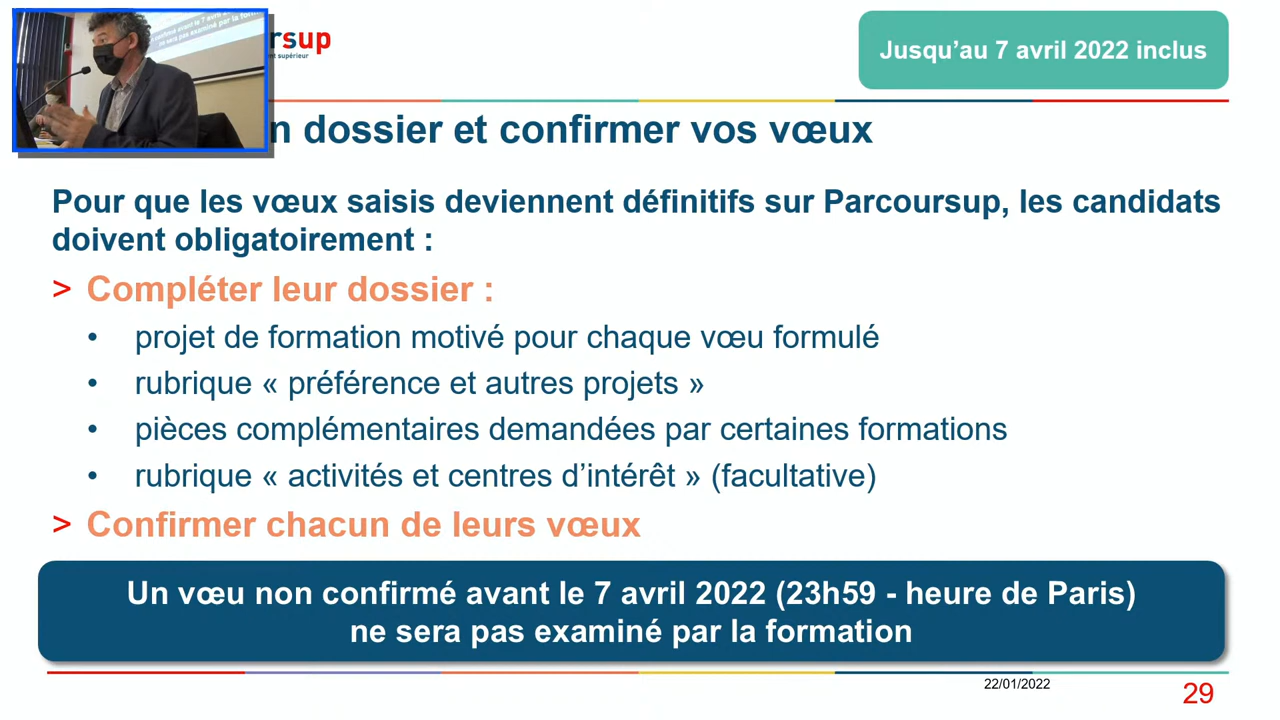 rsup
nt supérieur
Jusqu’au 7 avril 2022 inclus
n dossier et confirmer vos vœux
Pour que les vœux saisis deviennent définitifs sur Parcoursup, les candidats
doivent obligatoirement :
> Compléter leur dossier :
• projet de formation motivé pour chaque vœu formulé
• rubrique « préférence et autres projets »
• pièces complémentaires demandées par certaines formations
• rubrique « activités et centres d’intérêt » (facultative)
> Confirmer chacun de leurs vœux
Un vœu non confirmé avant le 7 avril 2022 (23h59 - heure de Paris)
ne sera pas examiné par la formation
22/01/2022
29